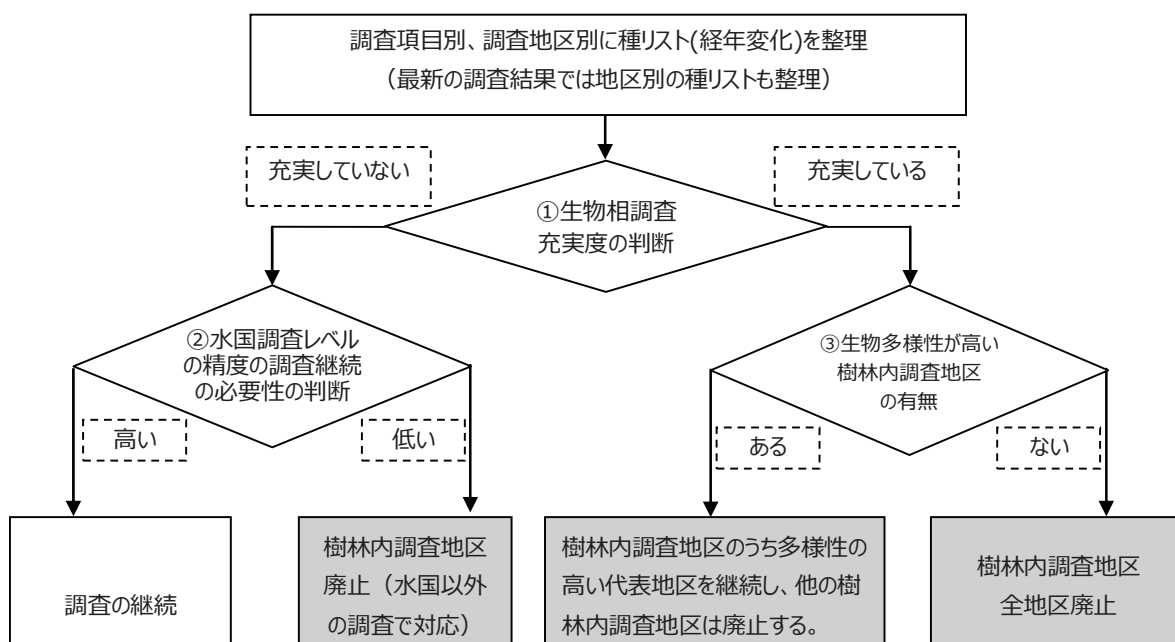 調査項目別、調査地区別に種リスト(経年変化)を整理
（最新の調査結果では地区別の種リストも整理）
充実していない
充実している
①生物相調査
充実度の判断
②水国調査レベル
の精度の調査継続
の必要性の判断
③生物多様性が高い
樹林内調査地区
の有無
高い
低い
ある
ない
調査の継続
樹林内調査地区
廃止（水国以外
の調査で対応）
樹林内調査地区のうち多様性の
高い代表地区を継続し、他の樹
林内調査地区は廃止する。
樹林内調査地区
全地区廃止